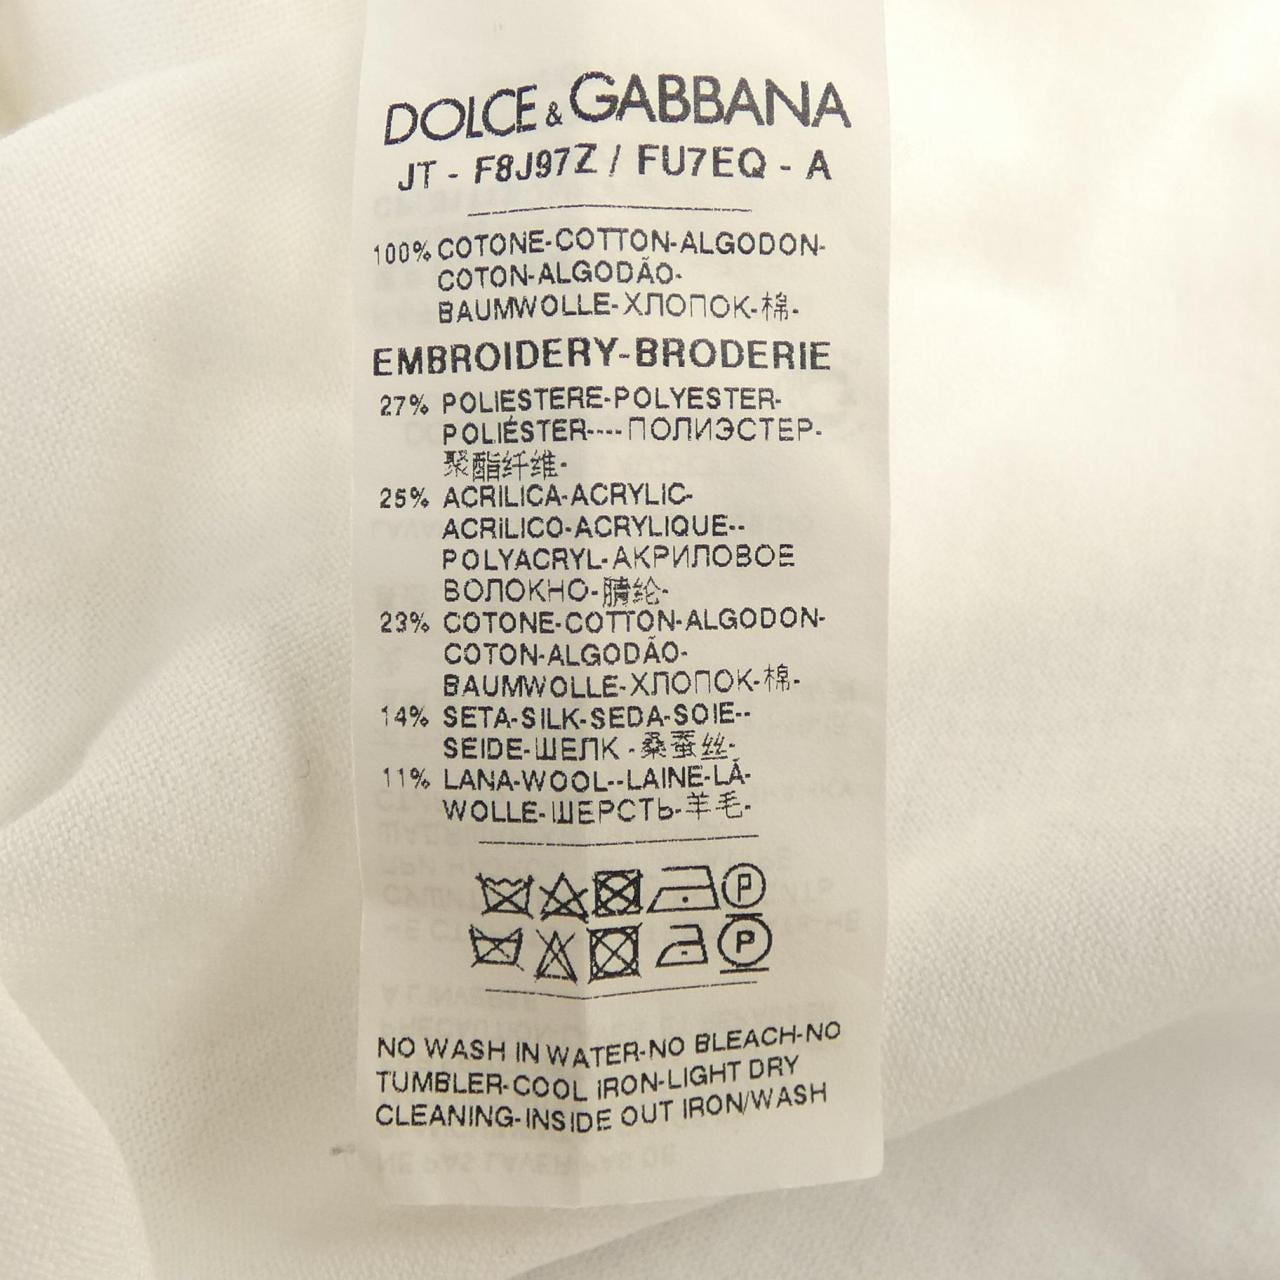 DOLCE & GABBANA
JT - F8J97Z / FU7EQ - A
100% COTONE-COTTON-ALGODON-
COTON-ALGODÃO-
BAUMWOLLE-ХЛОПОК-棉-
EMBROIDERY-BRODERIE
27% POLIESTERE-POLYESTER-
POLIÉSTER----ПОЛИЭСТЕР-
聚酯纤维-
25% ACRILICA-ACRYLIC-
ACRILICO-ACRYLIQUE--
POLYACRYL-АКРИЛОВОЕ
ВОЛОКНО-腈纶-
23% COTONE-COTTON-ALGODON-
COTON-ALGODÃO-
BAUMWOLLE-ХЛОПОК-棉-
14% SETA-SILK-SEDA-SOIE--
SEIDE-ШЕЛК -桑蚕丝-
11% LANA-WOOL--LAINE-LÃ-
WOLLE-ШЕРСТЬ-羊毛-
P
P
NO WASH IN WATER-NO BLEACH-NO
TUMBLER-COOL IRON-LIGHT DRY
CLEANING-INSIDE OUT IRON/WASH